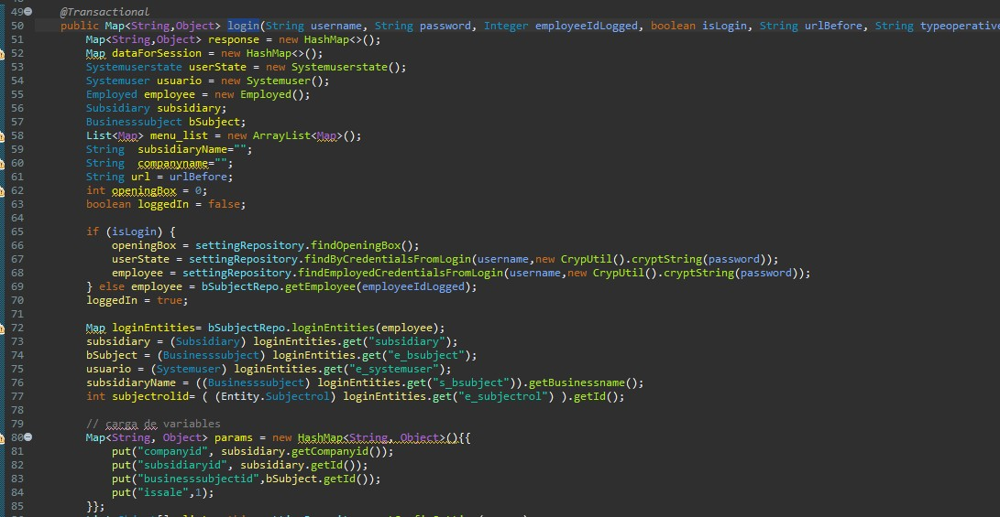 49 @Transactional
50 public Map<String,Object> login(String username, String password, Integer employeeIdLogged, boolean isLogin, String urlBefore, String typeoperative
51 Map<String,Object> response = new HashMap<>();
52 Map dataForSession = new HashMap<>();
53 Systemuserstate userState = new Systemuserstate();
54 Systemuser usuario = new Systemuser();
55 Employed employee = new Employed();
56 Subsidiary subsidiary;
57 Businesssubject bSubject;
58 List<Map> menu_list = new ArrayList<Map>();
59 String  subsidiaryName="";
60 String  companyname="";
61 String url = urlBefore;
62 int openingBox = 0;
63 boolean loggedIn = false;
64
65 if (isLogin) {
66 openingBox = settingRepository.findOpeningBox();
67 userState = settingRepository.findByCredentialsFromLogin(username,new CrypUtil().cryptString(password));
68 employee = settingRepository.findEmployedCredentialsFromLogin(username,new CrypUtil().cryptString(password));
69 } else employee = bSubjectRepo.getEmployee(employeeIdLogged);
70 loggedIn = true;
71
72 Map loginEntities= bSubjectRepo.loginEntities(employee);
73 subsidiary = (Subsidiary) loginEntities.get("subsidiary");
74 bSubject = (Businesssubject) loginEntities.get("e_bsubject");
75 usuario = (Systemuser) loginEntities.get("e_systemuser");
76 subsidiaryName = ((Businesssubject) loginEntities.get("s_bsubject")).getBusinessname();
77 int subjectrolid= ( (Entity.Subjectrol) loginEntities.get("e_subjectrol") ).getId();
78
79 // carga de variables
80 Map<String, Object> params = new HashMap<String, Object>(){{
81 put("companyid", subsidiary.getCompanyid());
82 put("subsidiaryid", subsidiary.getId());
83 put("businesssubjectid",bSubject.getId());
84 put("issale",1);
85 }};